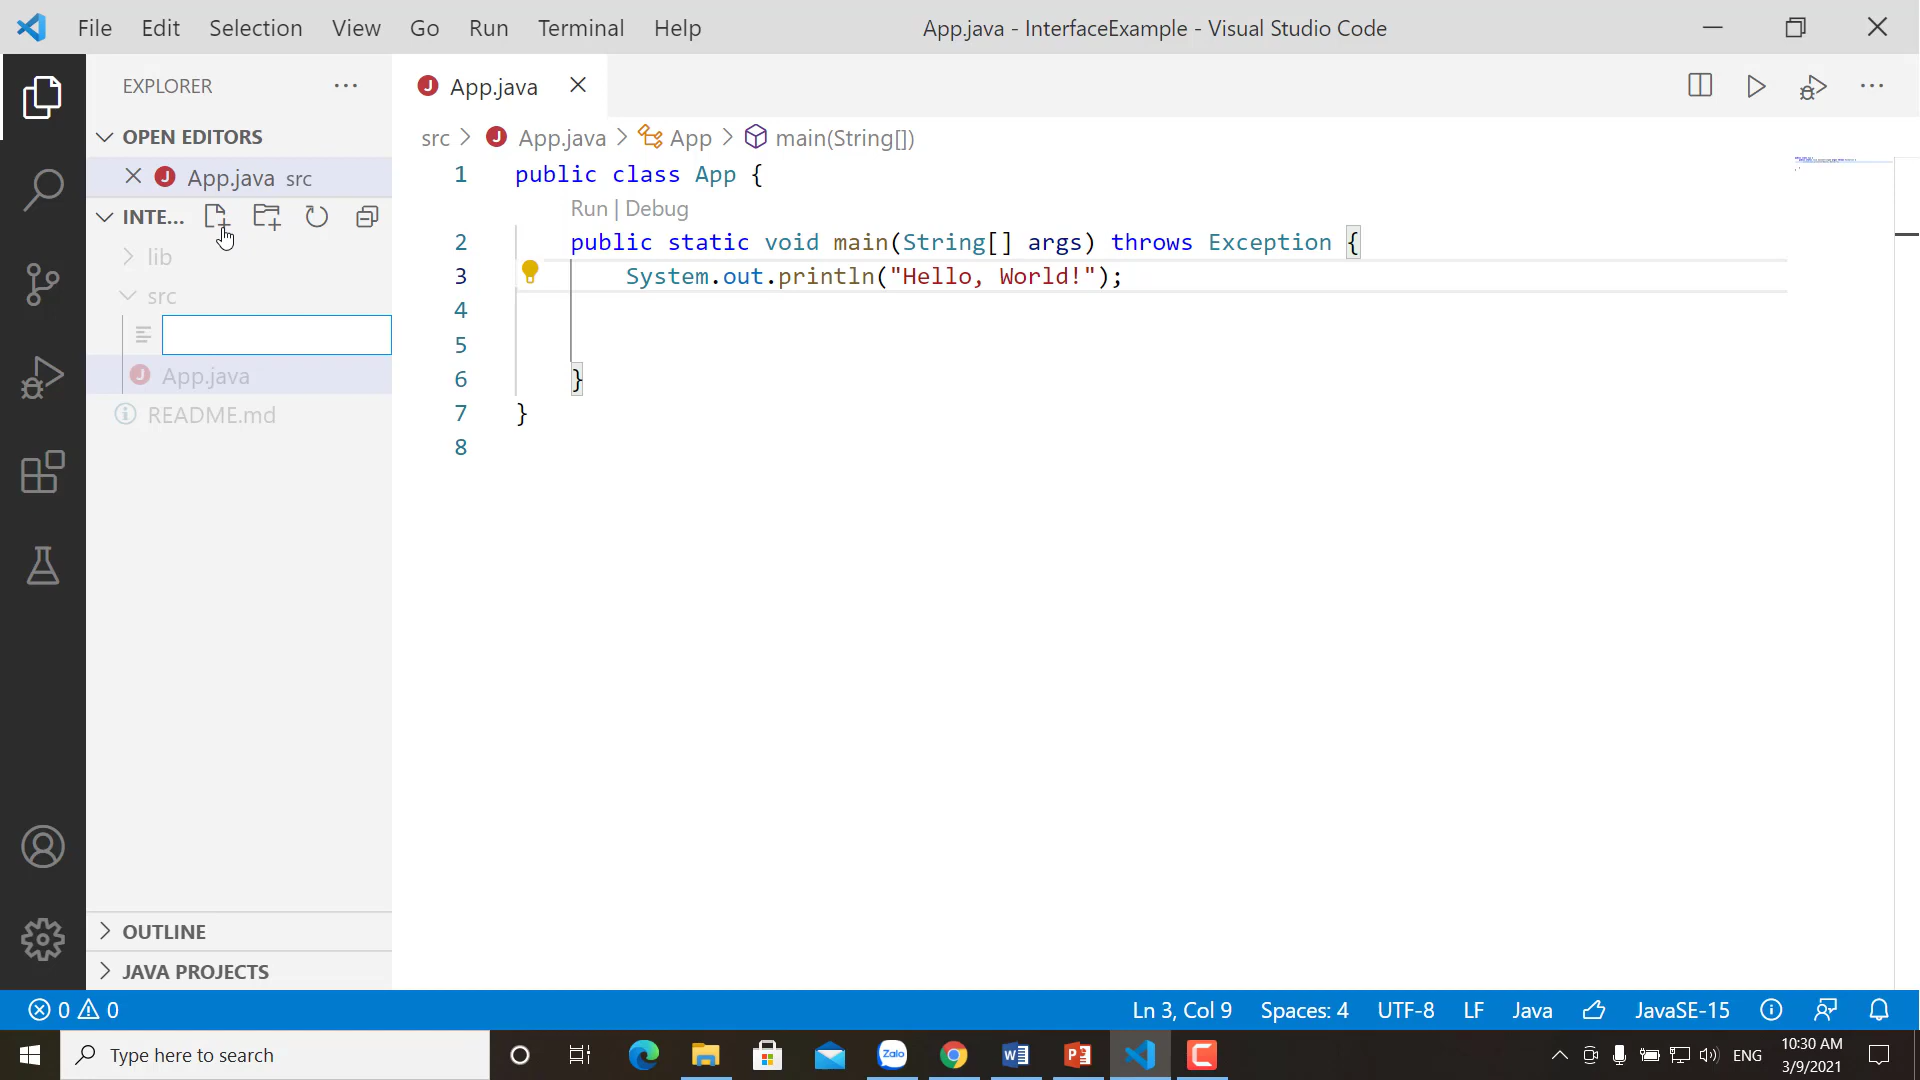 File Edit Selection View Go Run Terminal Help
App.java - InterfaceExample - Visual Studio Code
EXPLORER
App.java
OPEN EDITORS
App.java src
INTE...
lib
src
App.java
README.md
OUTLINE
JAVA PROJECTS
src > App.java > App > main(String[])
1 public class App {
Run | Debug
2 public static void main(String[] args) throws Exception {
3 System.out.println("Hello, World!");
4
5
6 }
7 }
8
0 0
Ln 3, Col 9 Spaces: 4 UTF-8 LF Java JavaSE-15
Type here to search
Zalo
ENG
10:30 AM
3/9/2021